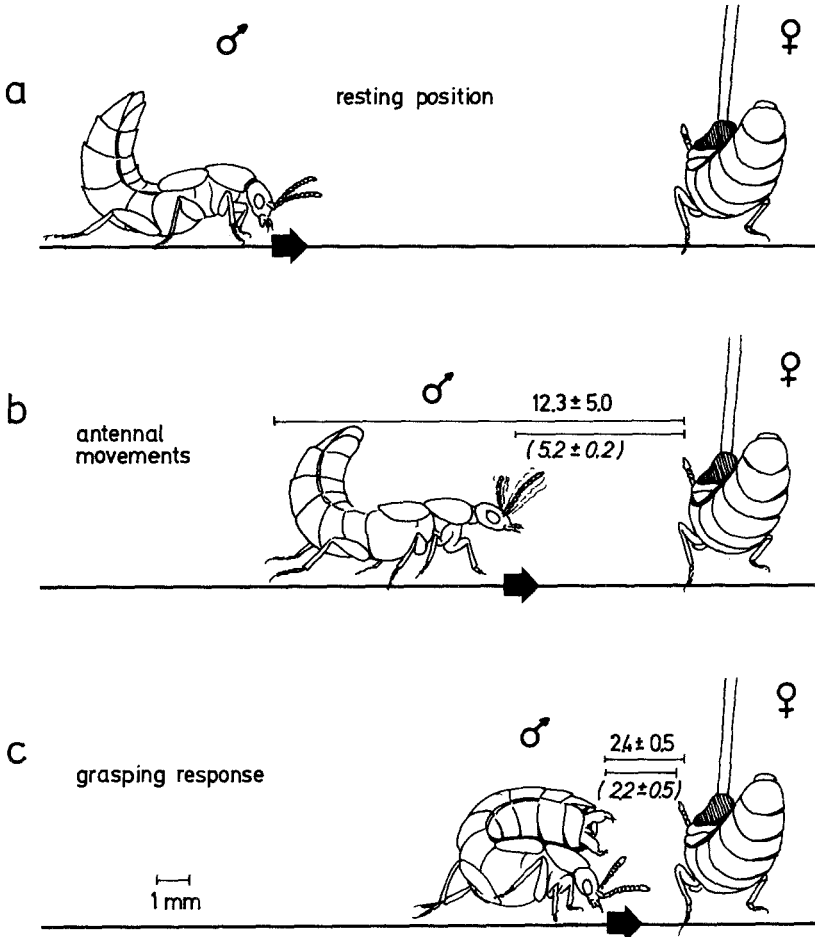 ♂ ♀
a resting position
♂ ♀
b 12.3 ± 5.0
antennal
movements (5.2 ± 0.2)
♂ ♀
c 2.4 ± 0.5
grasping response (2.2 ± 0.5)
1 mm